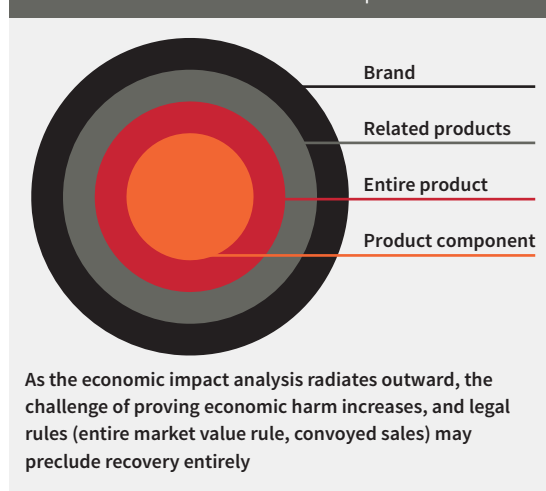 Brand
Related products
Entire product
Product component
As the economic impact analysis radiates outward, the
challenge of proving economic harm increases, and legal
rules (entire market value rule, convoyed sales) may
preclude recovery entirely